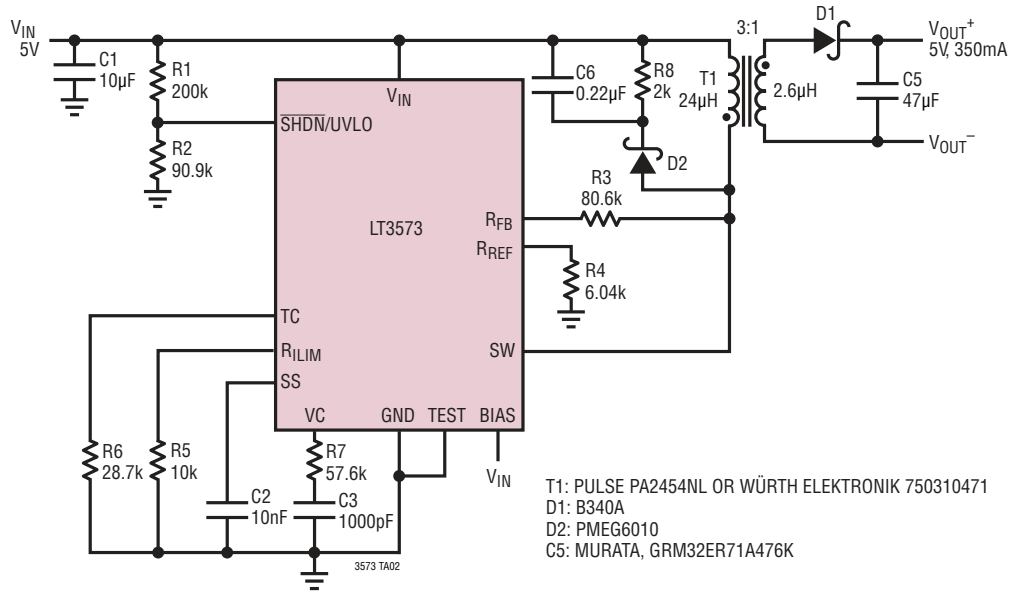 VIN
5V
C1
10µF
R1
200k
R2
90.9k
VIN
SHDN/UVLO
LT3573
RFB
RREF
SW
TC
RILIM
SS
VC
GND
TEST
BIAS
VIN
C6
0.22µF
R8
2k
D2
R3
80.6k
R4
6.04k
3:1
T1
24µH
2.6µH
D1
C5
47µF
VOUT+
5V, 350mA
VOUT–
R6
28.7k
R5
10k
C2
10nF
R7
57.6k
C3
1000pF
3573 TA02
T1: PULSE PA2454NL OR WÜRTH ELEKTRONIK 750310471
D1: B340A
D2: PMEG6010
C5: MURATA, GRM32ER71A476K